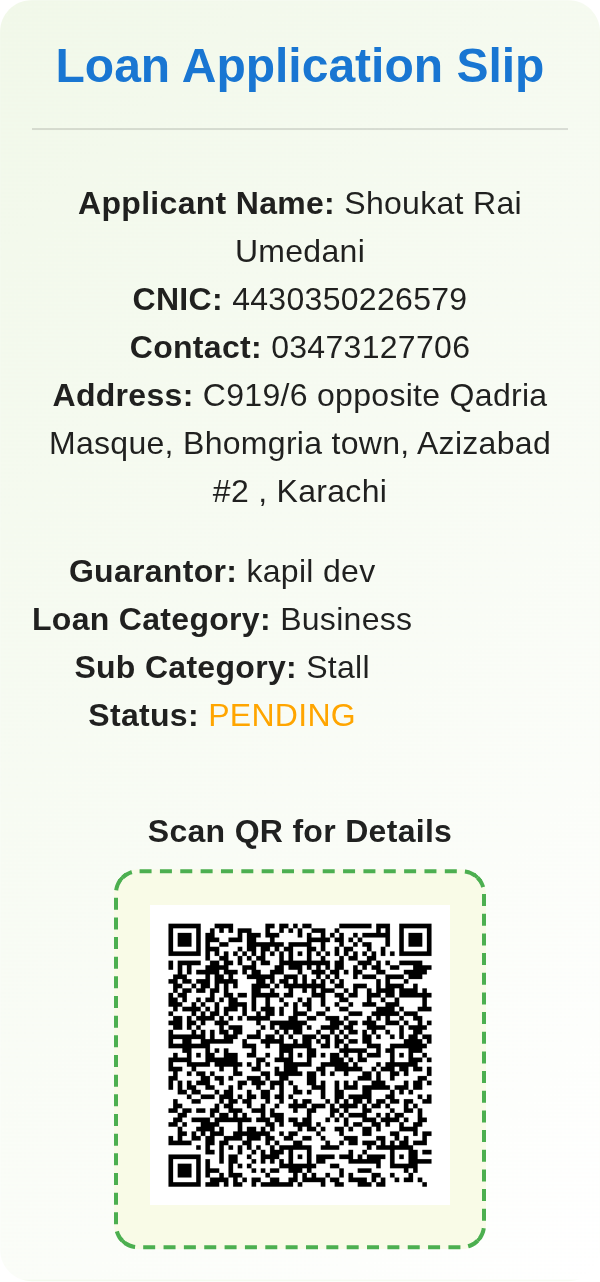 Loan Application Slip
Applicant Name: Shoukat Rai
Umedani
CNIC: 4430350226579
Contact: 03473127706
Address: C919/6 opposite Qadria
Masque, Bhomgria town, Azizabad
#2 , Karachi
Guarantor: kapil dev
Loan Category: Business
Sub Category: Stall
Status: PENDING
Scan QR for Details